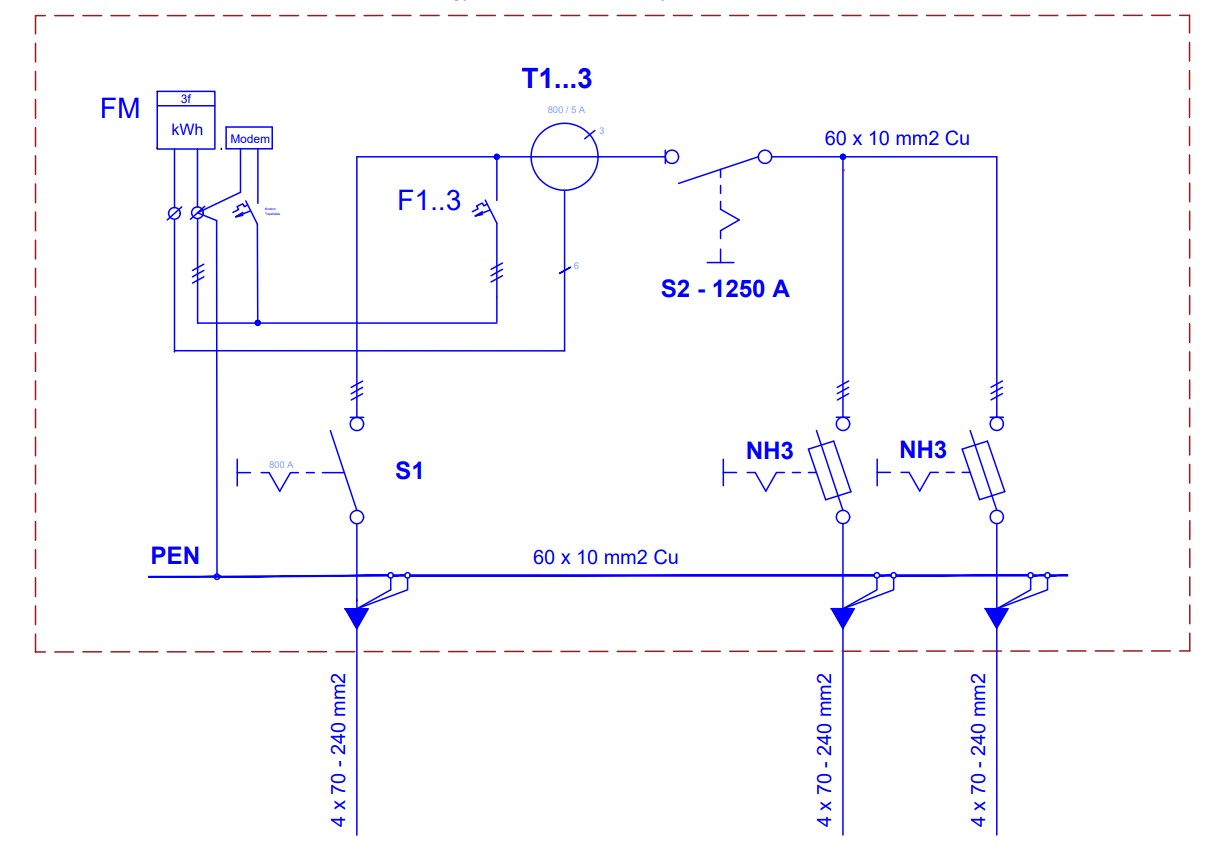 T1...3
800 / 5 A
3
FM
3f
kWh
Modem
60 x 10 mm2 Cu
F1..3
6
S2 - 1250 A
800 A
S1
NH3
NH3
PEN
60 x 10 mm2 Cu
4 x 70 - 240 mm2
4 x 70 - 240 mm2
4 x 70 - 240 mm2